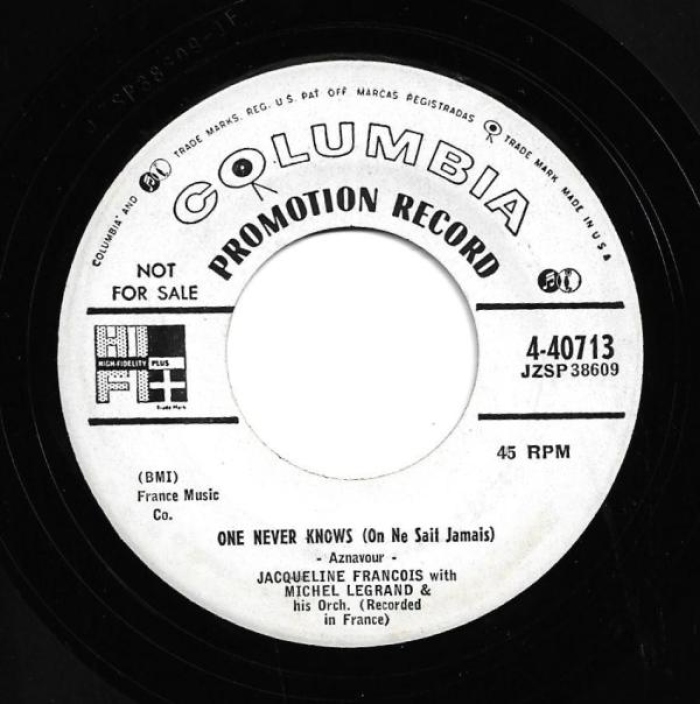 COLUMBIA AND TRADE MARKS. REG. U.S. PAT OFF. MARCAS REGISTRADAS TRADE MARK MADE IN U S A
COLUMBIA
PROMOTION RECORD
NOT
FOR SALE
HI
HIGH-FIDELITY PLUS
FI +
Trade Mark
4-40713
JZSP 38609
45 RPM
(BMI)
France Music
Co.
ONE NEVER KNOWS (On Ne Sait Jamais)
- Aznavour -
JACQUELINE FRANCOIS with
MICHEL LEGRAND &
his Orch. (Recorded
in France)